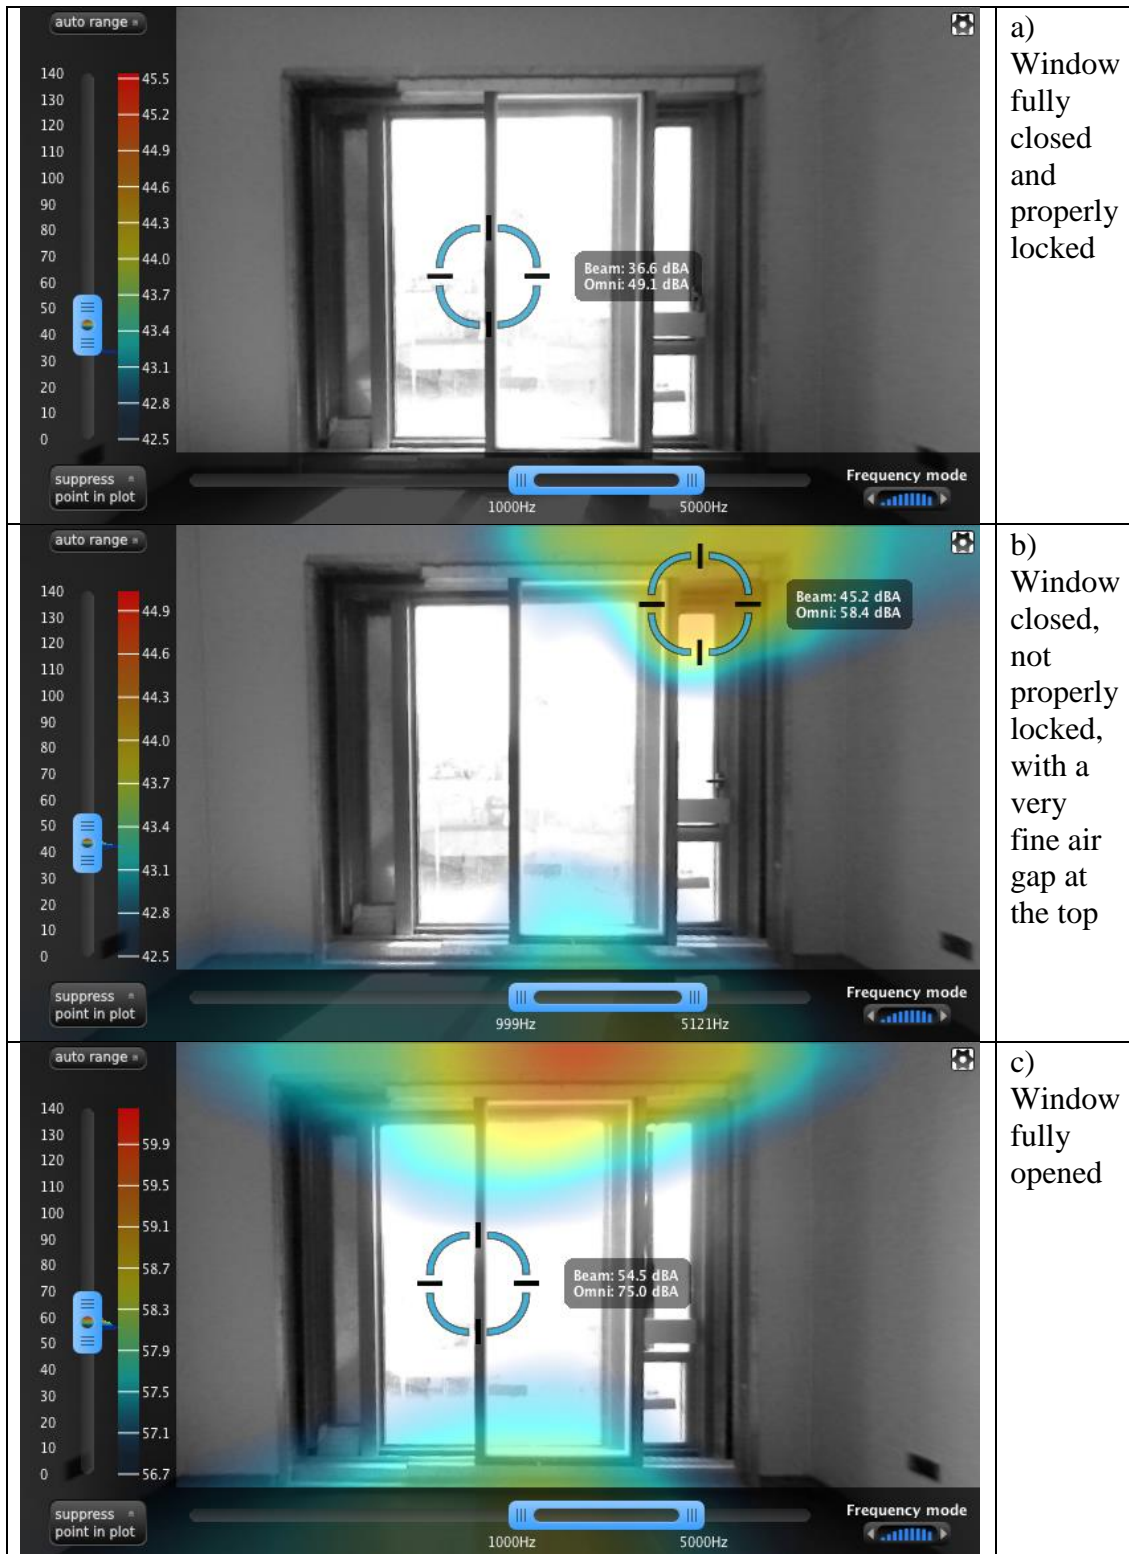 auto range
140
130
120
110
100
90
80
70
60
50
40
30
20
10
0
45.5
45.2
44.9
44.6
44.3
44.0
43.7
43.4
43.1
42.8
42.5
Beam: 36.6 dBA
Omni: 49.1 dBA
suppress
point in plot
1000Hz
5000Hz
Frequency mode
a)
Window
fully
closed
and
properly
locked
auto range
140
130
120
110
100
90
80
70
60
50
40
30
20
10
0
44.9
44.6
44.3
44.0
43.7
43.4
43.1
42.8
42.5
Beam: 45.2 dBA
Omni: 58.4 dBA
suppress
point in plot
999Hz
5121Hz
Frequency mode
b)
Window
closed,
not
properly
locked,
with a
very
fine air
gap at
the top
auto range
140
130
120
110
100
90
80
70
60
50
40
30
20
10
0
59.9
59.5
59.1
58.7
58.3
57.9
57.5
57.1
56.7
Beam: 54.5 dBA
Omni: 75.0 dBA
suppress
point in plot
1000Hz
5000Hz
Frequency mode
c)
Window
fully
opened